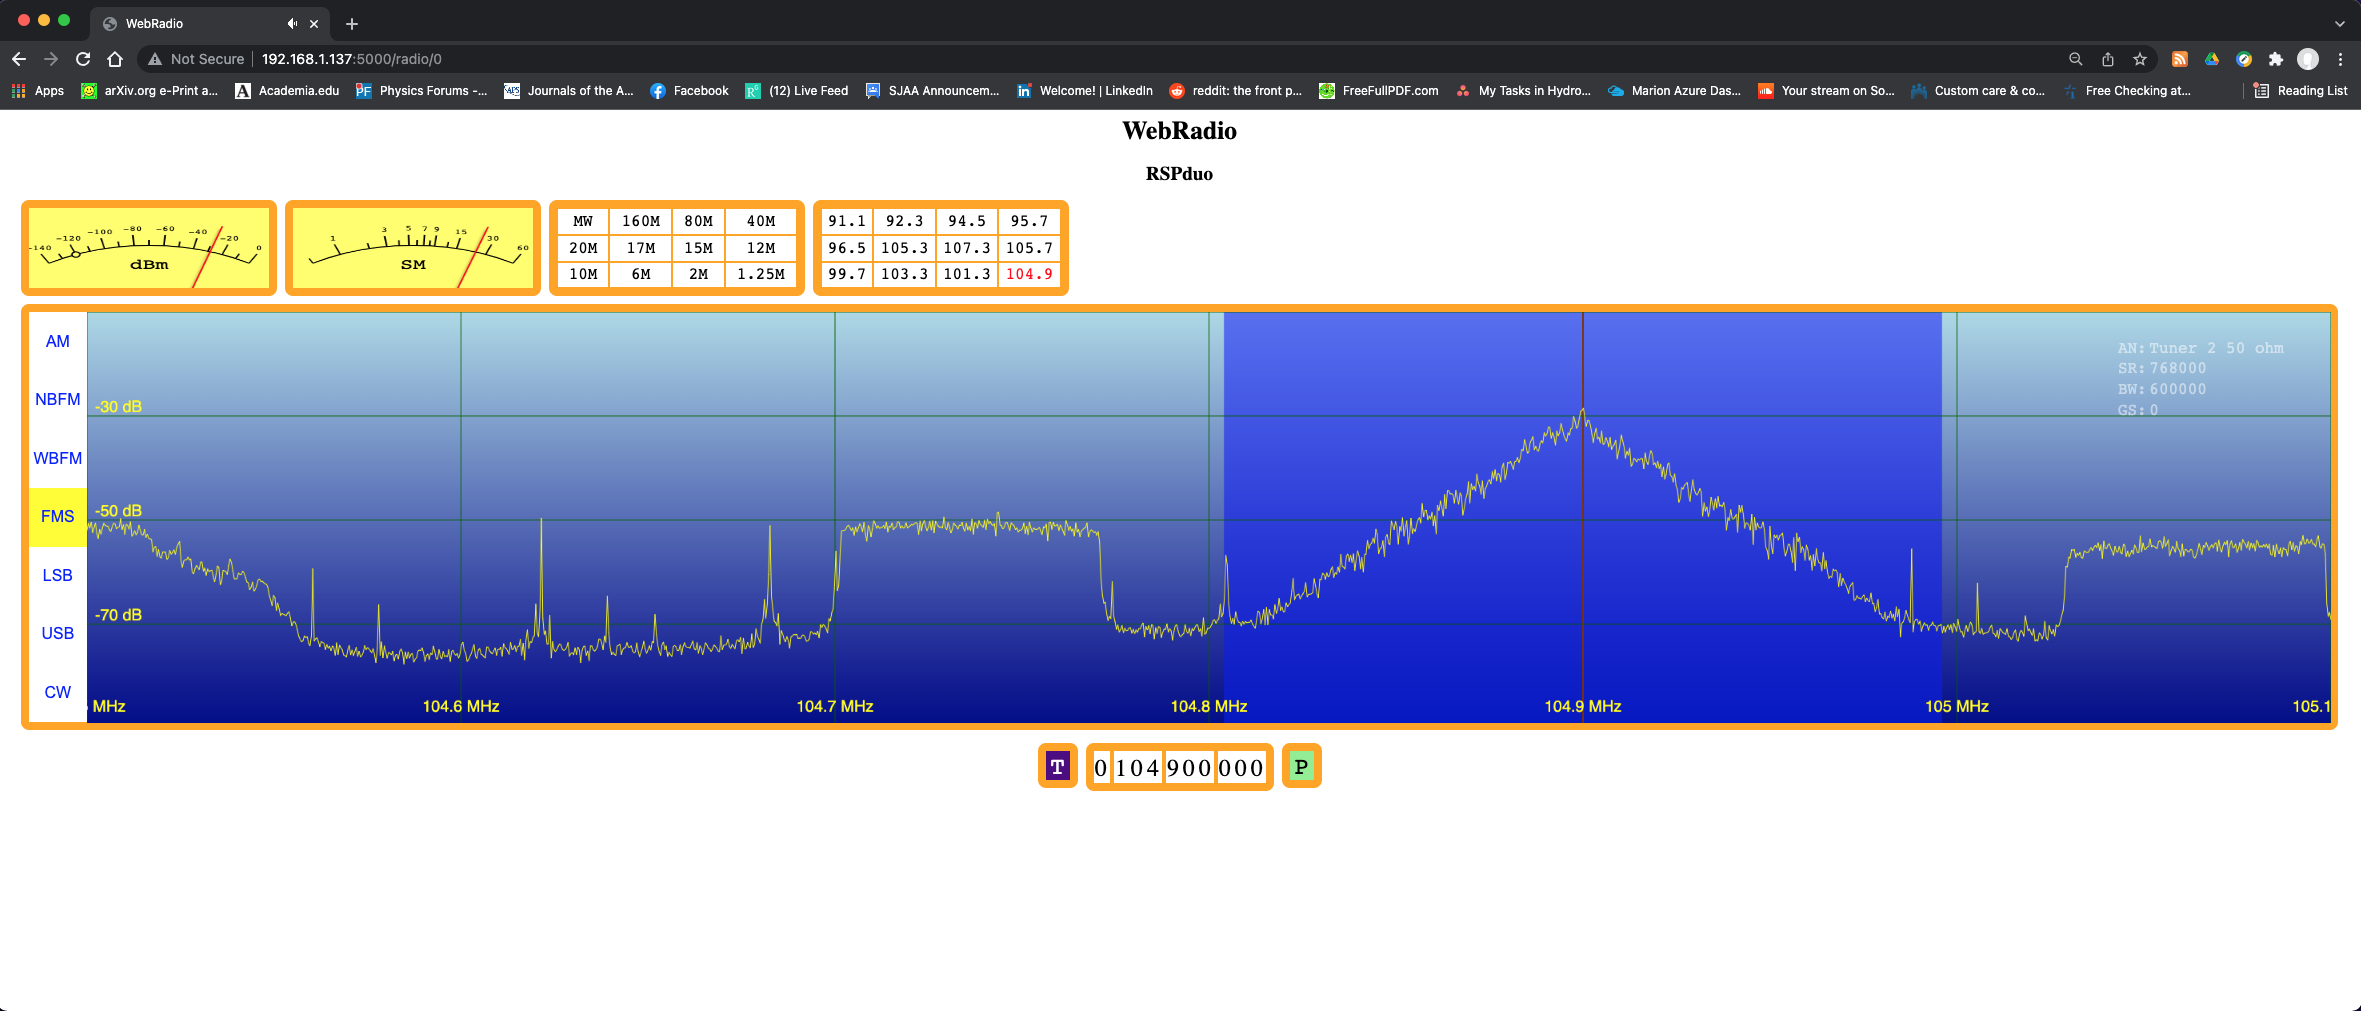 WebRadio
Not Secure 192.168.1.137:5000/radio/0
Apps arXiv.org e-Print a... Academia.edu Physics Forums -... Journals of the A... Facebook (12) Live Feed SJAA Announcem... Welcome! | LinkedIn reddit: the front p... FreeFullPDF.com My Tasks in Hydro... Marion Azure Das... Your stream on So... Custom care & co... Free Checking at... Reading List
WebRadio
RSPduo
-140 -120 -100 -80 -60 -40 -20 0
dBm
1 3 5 7 9 15 30 60
SM
MW 160M 80M 40M
20M 17M 15M 12M
10M 6M 2M 1.25M
91.1 92.3 94.5 95.7
96.5 105.3 107.3 105.7
99.7 103.3 101.3 104.9
AM
NBFM
WBFM
FMS
LSB
USB
CW
AN: Tuner 2 50 ohm
SR: 768000
BW: 600000
GS: 0
-30 dB
-50 dB
-70 dB
MHz 104.6 MHz 104.7 MHz 104.8 MHz 104.9 MHz 105 MHz 105.1
T 0 104 900 000 P